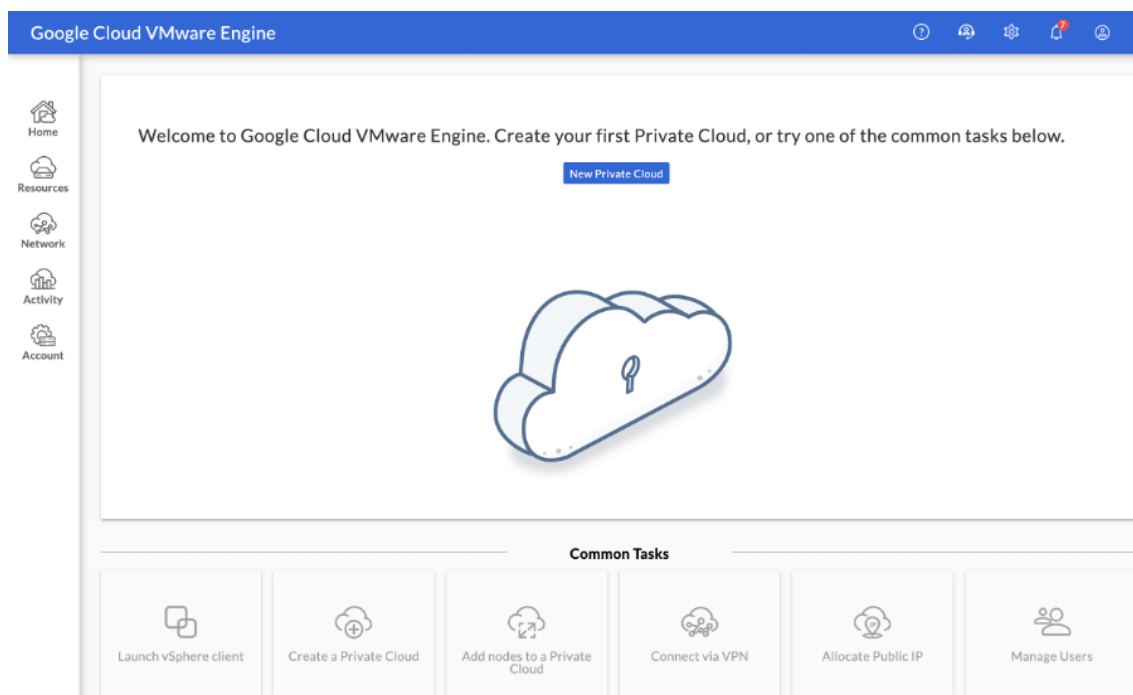 Google Cloud VMware Engine
7
Home
Resources
Network
Activity
Account
Welcome to Google Cloud VMware Engine. Create your first Private Cloud, or try one of the common tasks below.
New Private Cloud
Common Tasks
Launch vSphere client
Create a Private Cloud
Add nodes to a Private
Cloud
Connect via VPN
Allocate Public IP
Manage Users